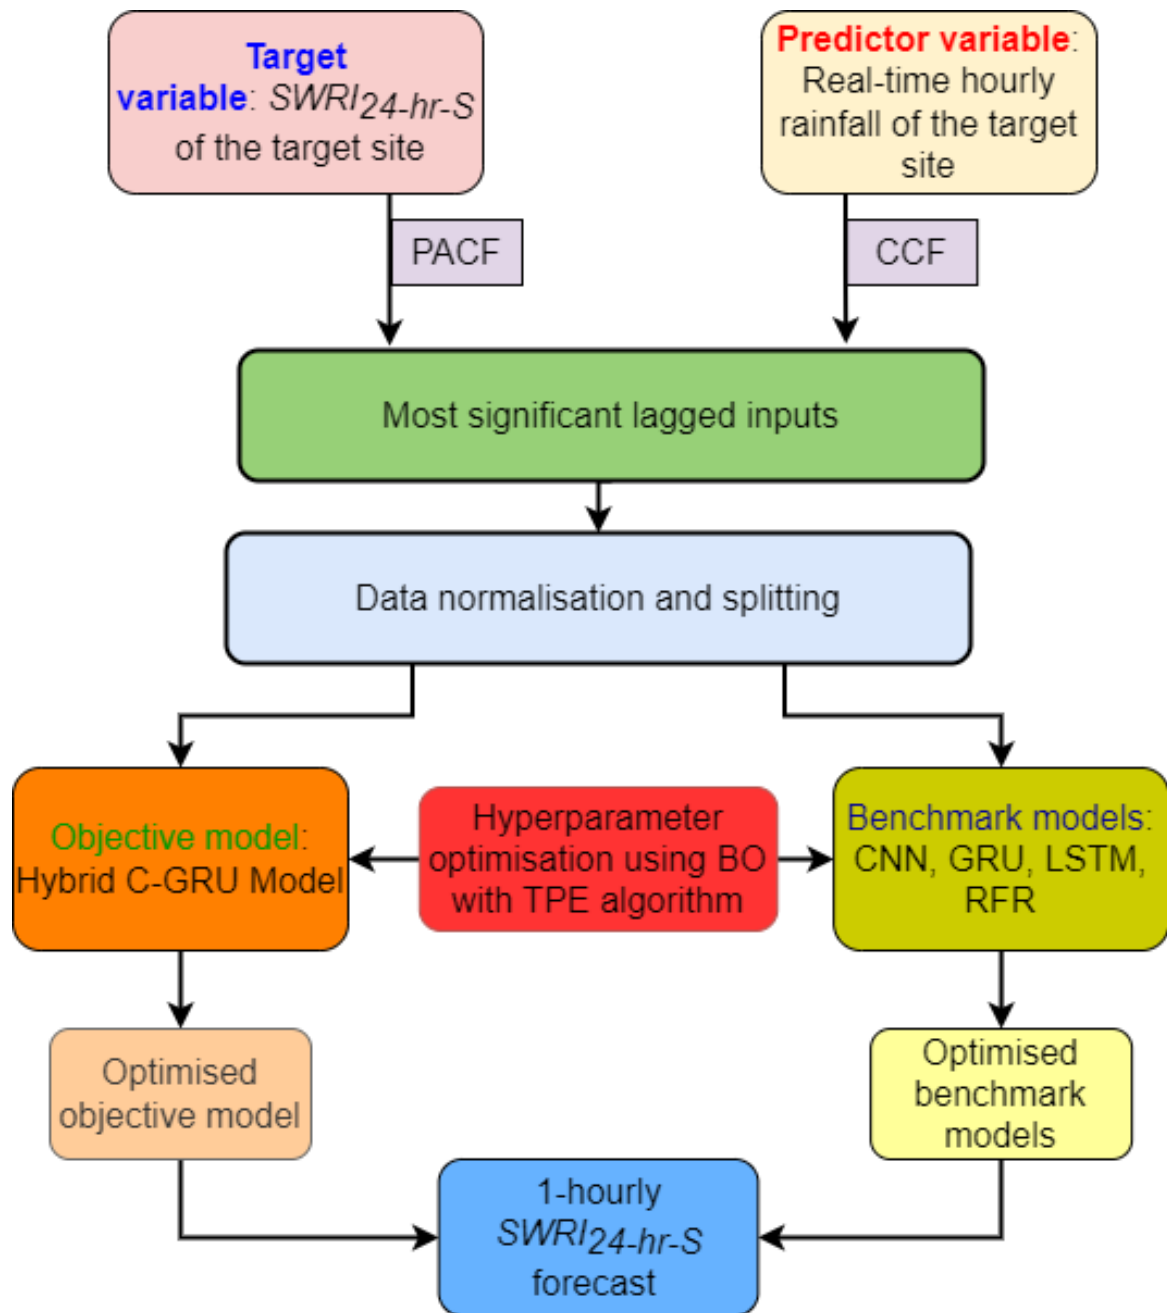 Target
variable: SWRI24-hr-S
of the target site
Predictor variable:
Real-time hourly
rainfall of the target
site
PACF
CCF
Most significant lagged inputs
Data normalisation and splitting
Objective model:
Hybrid C-GRU Model
Hyperparameter
optimisation using BO
with TPE algorithm
Benchmark models:
CNN, GRU, LSTM,
RFR
Optimised
objective model
Optimised
benchmark
models
1-hourly
SWRI24-hr-S
forecast